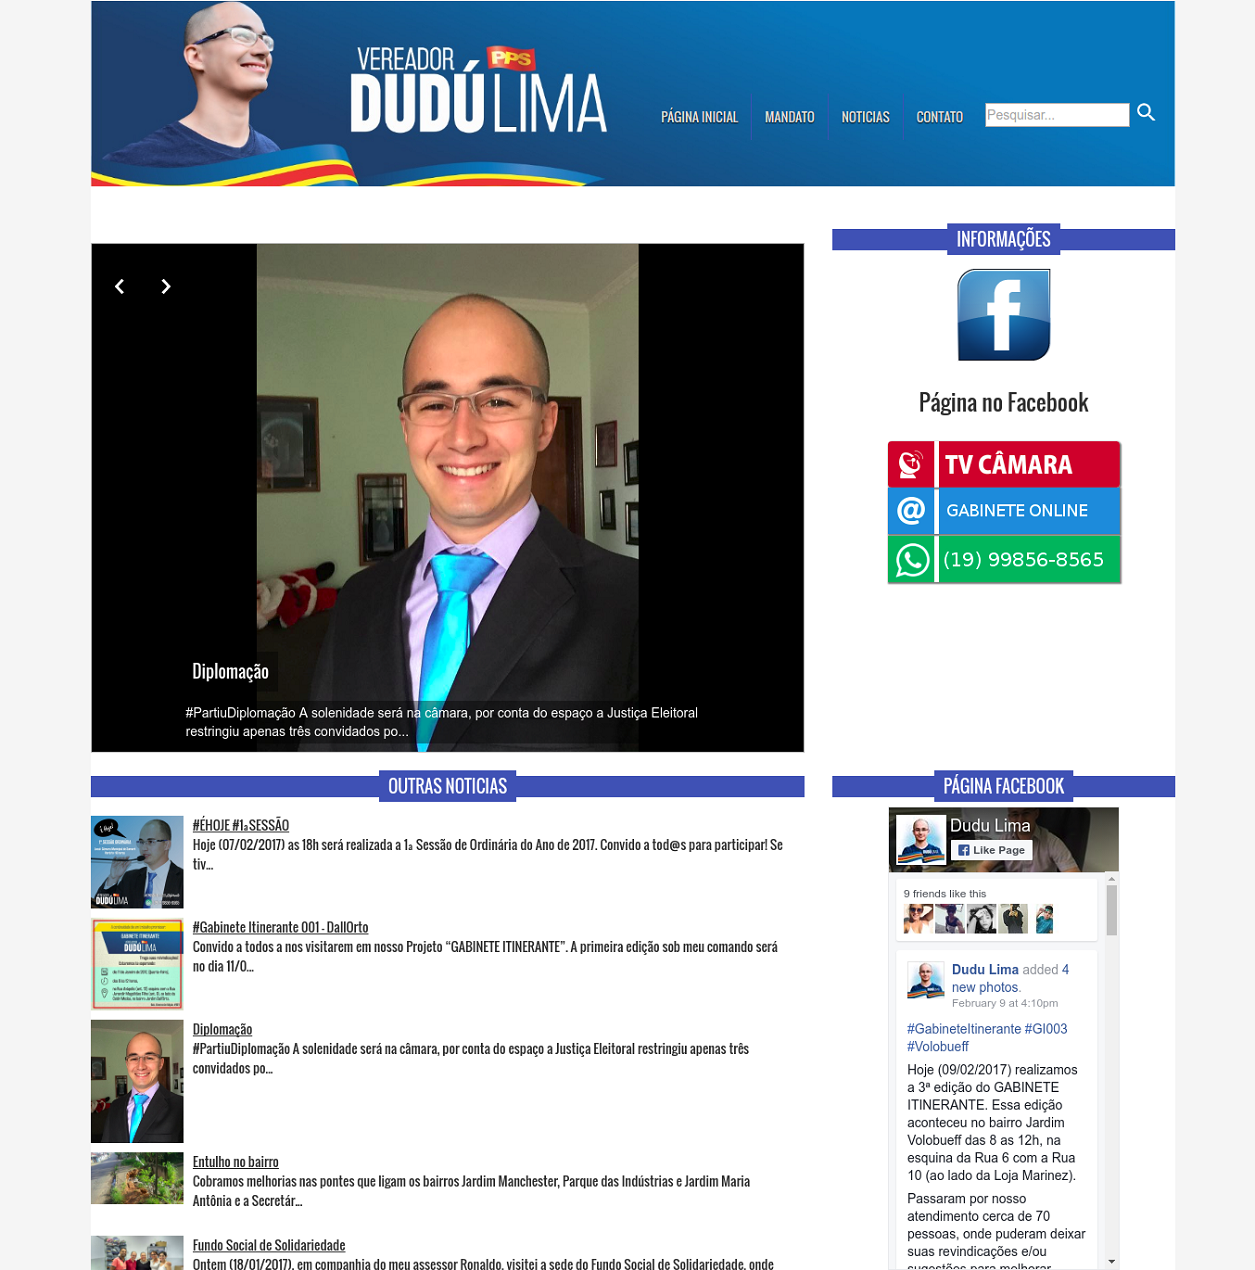 VEREADOR PPS
DUDÚ LIMA
PÁGINA INICIAL
MANDATO
NOTICIAS
CONTATO
Pesquisar...
INFORMAÇÕES
f
Página no Facebook
TV CÂMARA
@ GABINETE ONLINE
(19) 99856-8565
Diplomação
#PartiuDiplomação A solenidade será na câmara, por conta do espaço a Justiça Eleitoral
restringiu apenas três convidados po...
OUTRAS NOTICIAS
#ÉHOJE #1ªSESSÃO
Hoje (07/02/2017) as 18h será realizada a 1ª Sessão de Ordinária do Ano de 2017. Convido a tod@s para participar! Se
tiv...
DUDÚ LIMA
#Gabinete Itinerante 001 - DallOrto
Convido a todos a nos visitarem em nosso Projeto “GABINETE ITINERANTE”. A primeira edição sob meu comando será
no dia 11/0...
GABINETE ITINERANTE
DUDÚ LIMA
Diplomação
#PartiuDiplomação A solenidade será na câmara, por conta do espaço a Justiça Eleitoral restringiu apenas três
convidados po...
Entulho no bairro
Cobramos melhorias nas pontes que ligam os bairros Jardim Manchester, Parque das Indústrias e Jardim Maria
Antônia e a Secretár...
Fundo Social de Solidariedade
Ontem (18/01/2017), em companhia do meu assessor Ronaldo, visitei a sede do Fundo Social de Solidariedade, onde
PÁGINA FACEBOOK
Dudu Lima
Like Page
9 friends like this
Dudu Lima added 4
new photos.
February 9 at 4:10pm
#GabineteItinerante #GI003
#Volobueff
Hoje (09/02/2017) realizamos
a 3ª edição do GABINETE
ITINERANTE. Essa edição
aconteceu no bairro Jardim
Volobueff das 8 as 12h, na
esquina da Rua 6 com a Rua
10 (ao lado da Loja Marinez).
Passaram por nosso
atendimento cerca de 70
pessoas, onde puderam deixar
suas revindicações e/ou
sugestões para melhorar